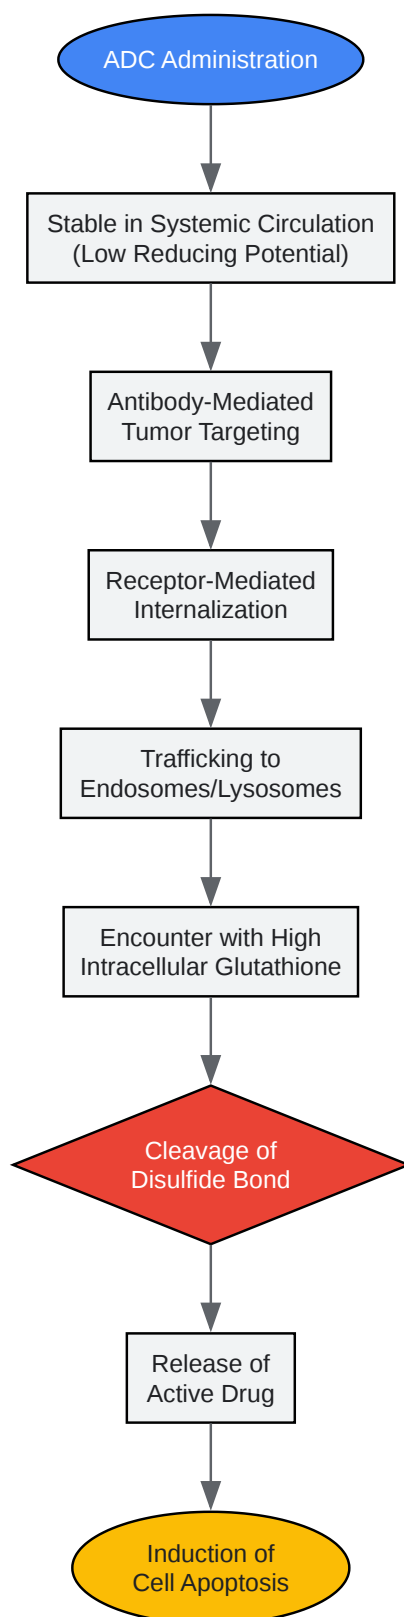 ADC Administration
Stable in Systemic Circulation
(Low Reducing Potential)
Antibody-Mediated
Tumor Targeting
Receptor-Mediated
Internalization
Trafficking to
Endosomes/Lysosomes
Encounter with High
Intracellular Glutathione
Cleavage of
Disulfide Bond
Release of
Active Drug
Induction of
Cell Apoptosis